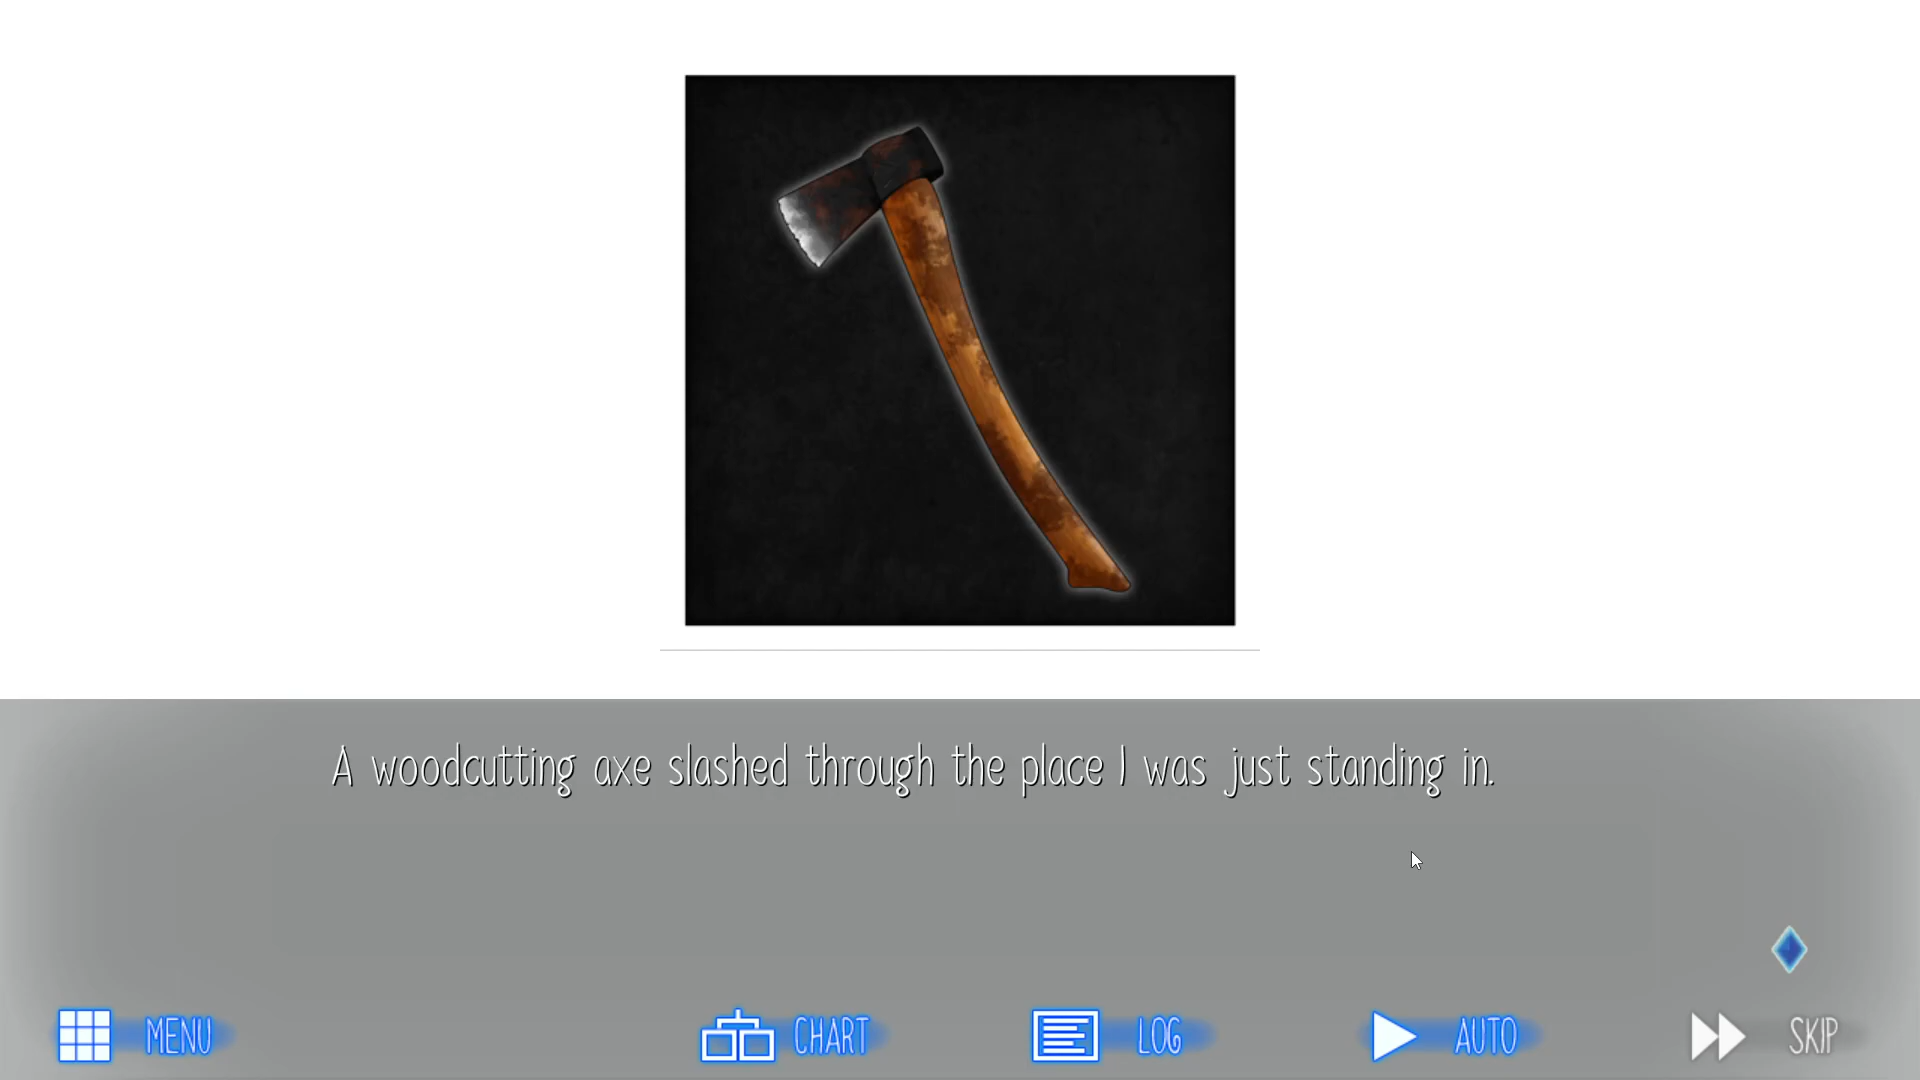 A woodcutting axe slashed through the place I was just standing in.
MENU
CHART
LOG
AUTO
SKIP